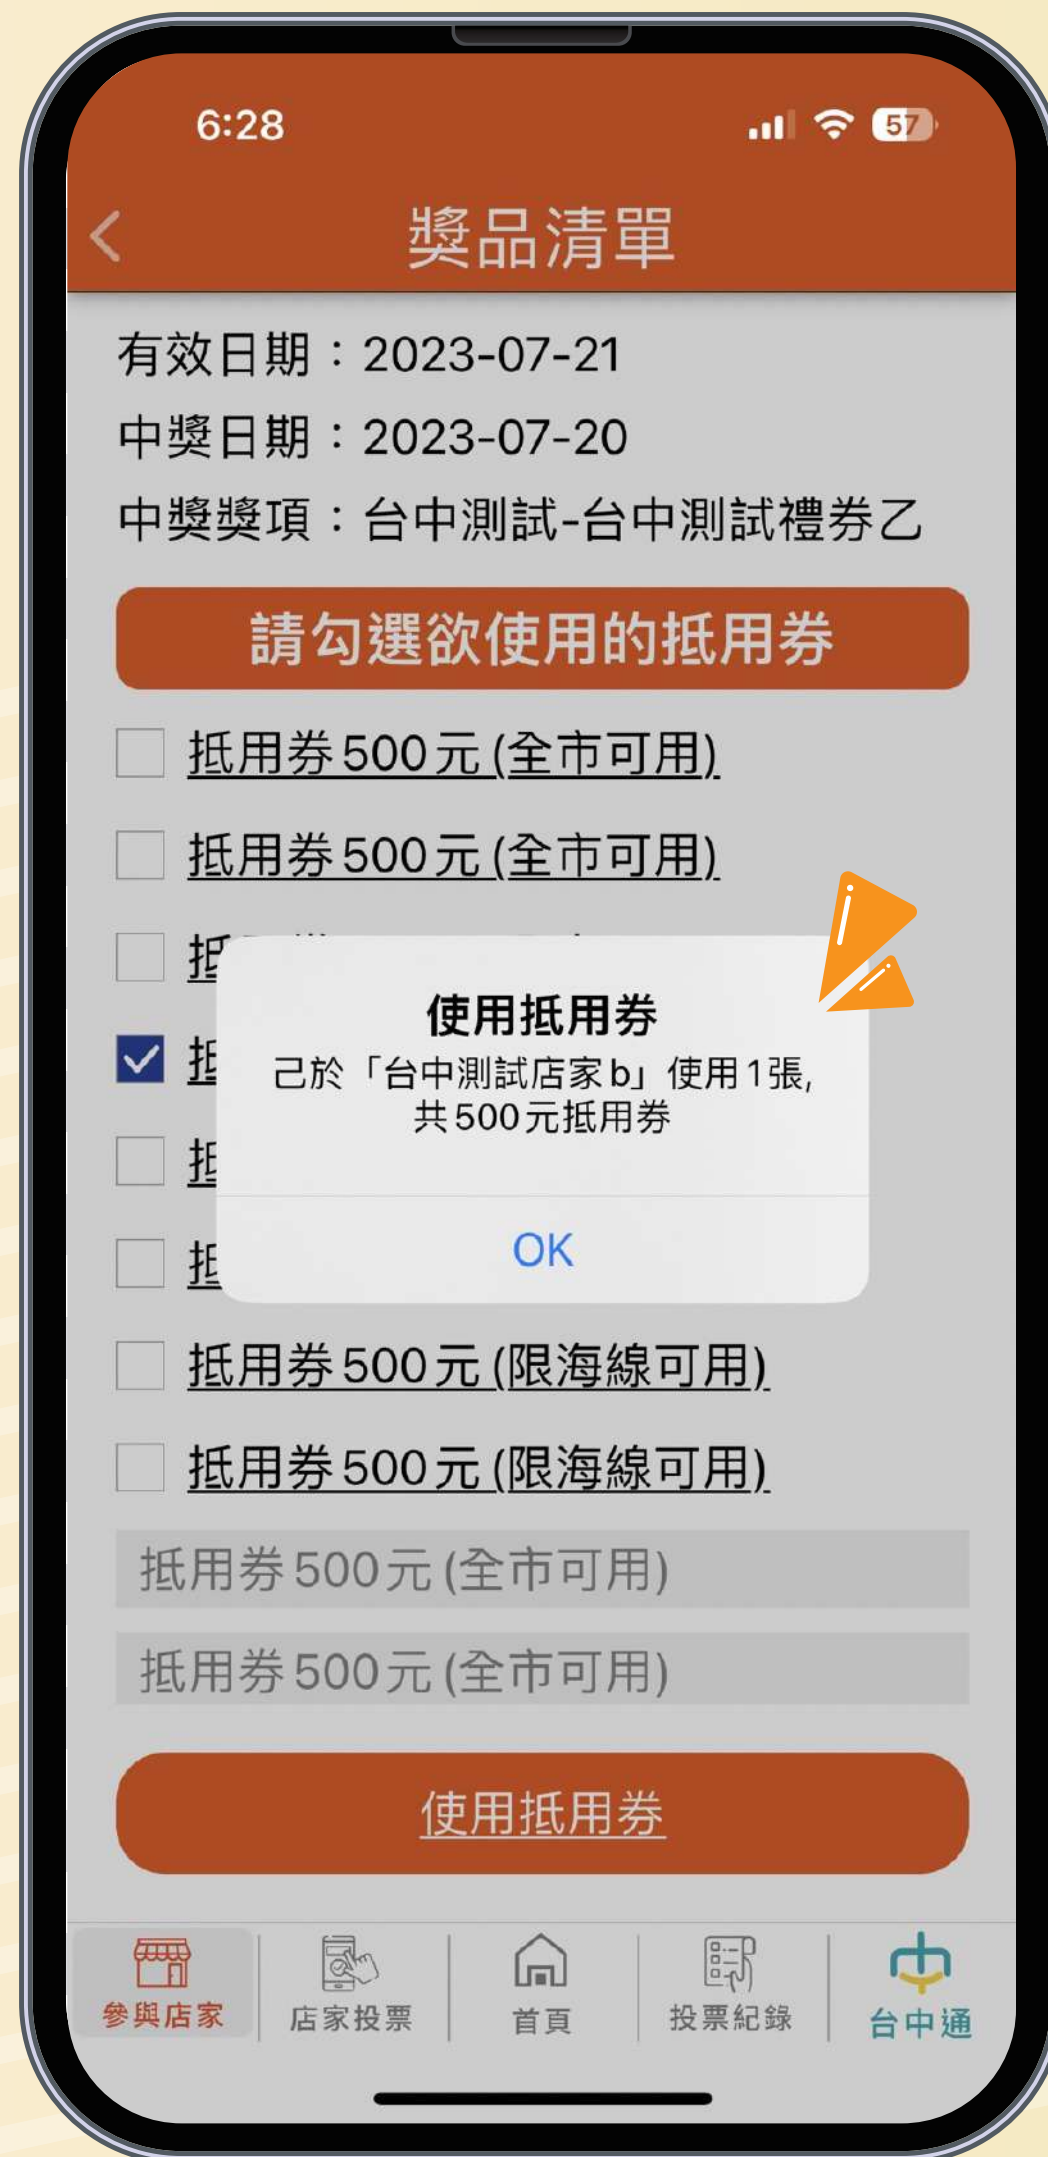 6:28
57
獎品清單
有效日期：2023-07-21
中獎日期：2023-07-20
中獎獎項：台中測試-台中測試禮券乙
請勾選欲使用的抵用券
抵用券500元(全市可用)
抵用券500元(全市可用)
使用抵用券
己於「台中測試店家b」使用1張,
共500元抵用券
OK
抵用券500元(限海線可用)
抵用券500元(限海線可用)
抵用券500元(全市可用)
抵用券500元(全市可用)
使用抵用券
參與店家
店家投票
首頁
投票紀錄
台中通